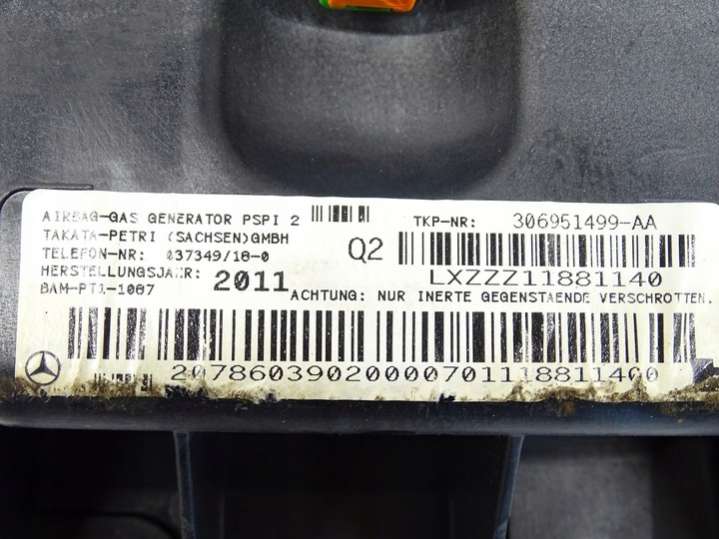 AIRBAG-GAS GENERATOR PSPI 2
TKP-NR: 306951499-AA
TAKATA-PETRI (SACHSEN)GMBH
Q2
TELEFON-NR: 037349/18-0
LXZZZ11881140
HERSTELLUNGSJAHR: 2011
BAM-PT1-1007
ACHTUNG: NUR INERTE GEGENSTAENDE VERSCHROTTEN.
20786039020000701118811400